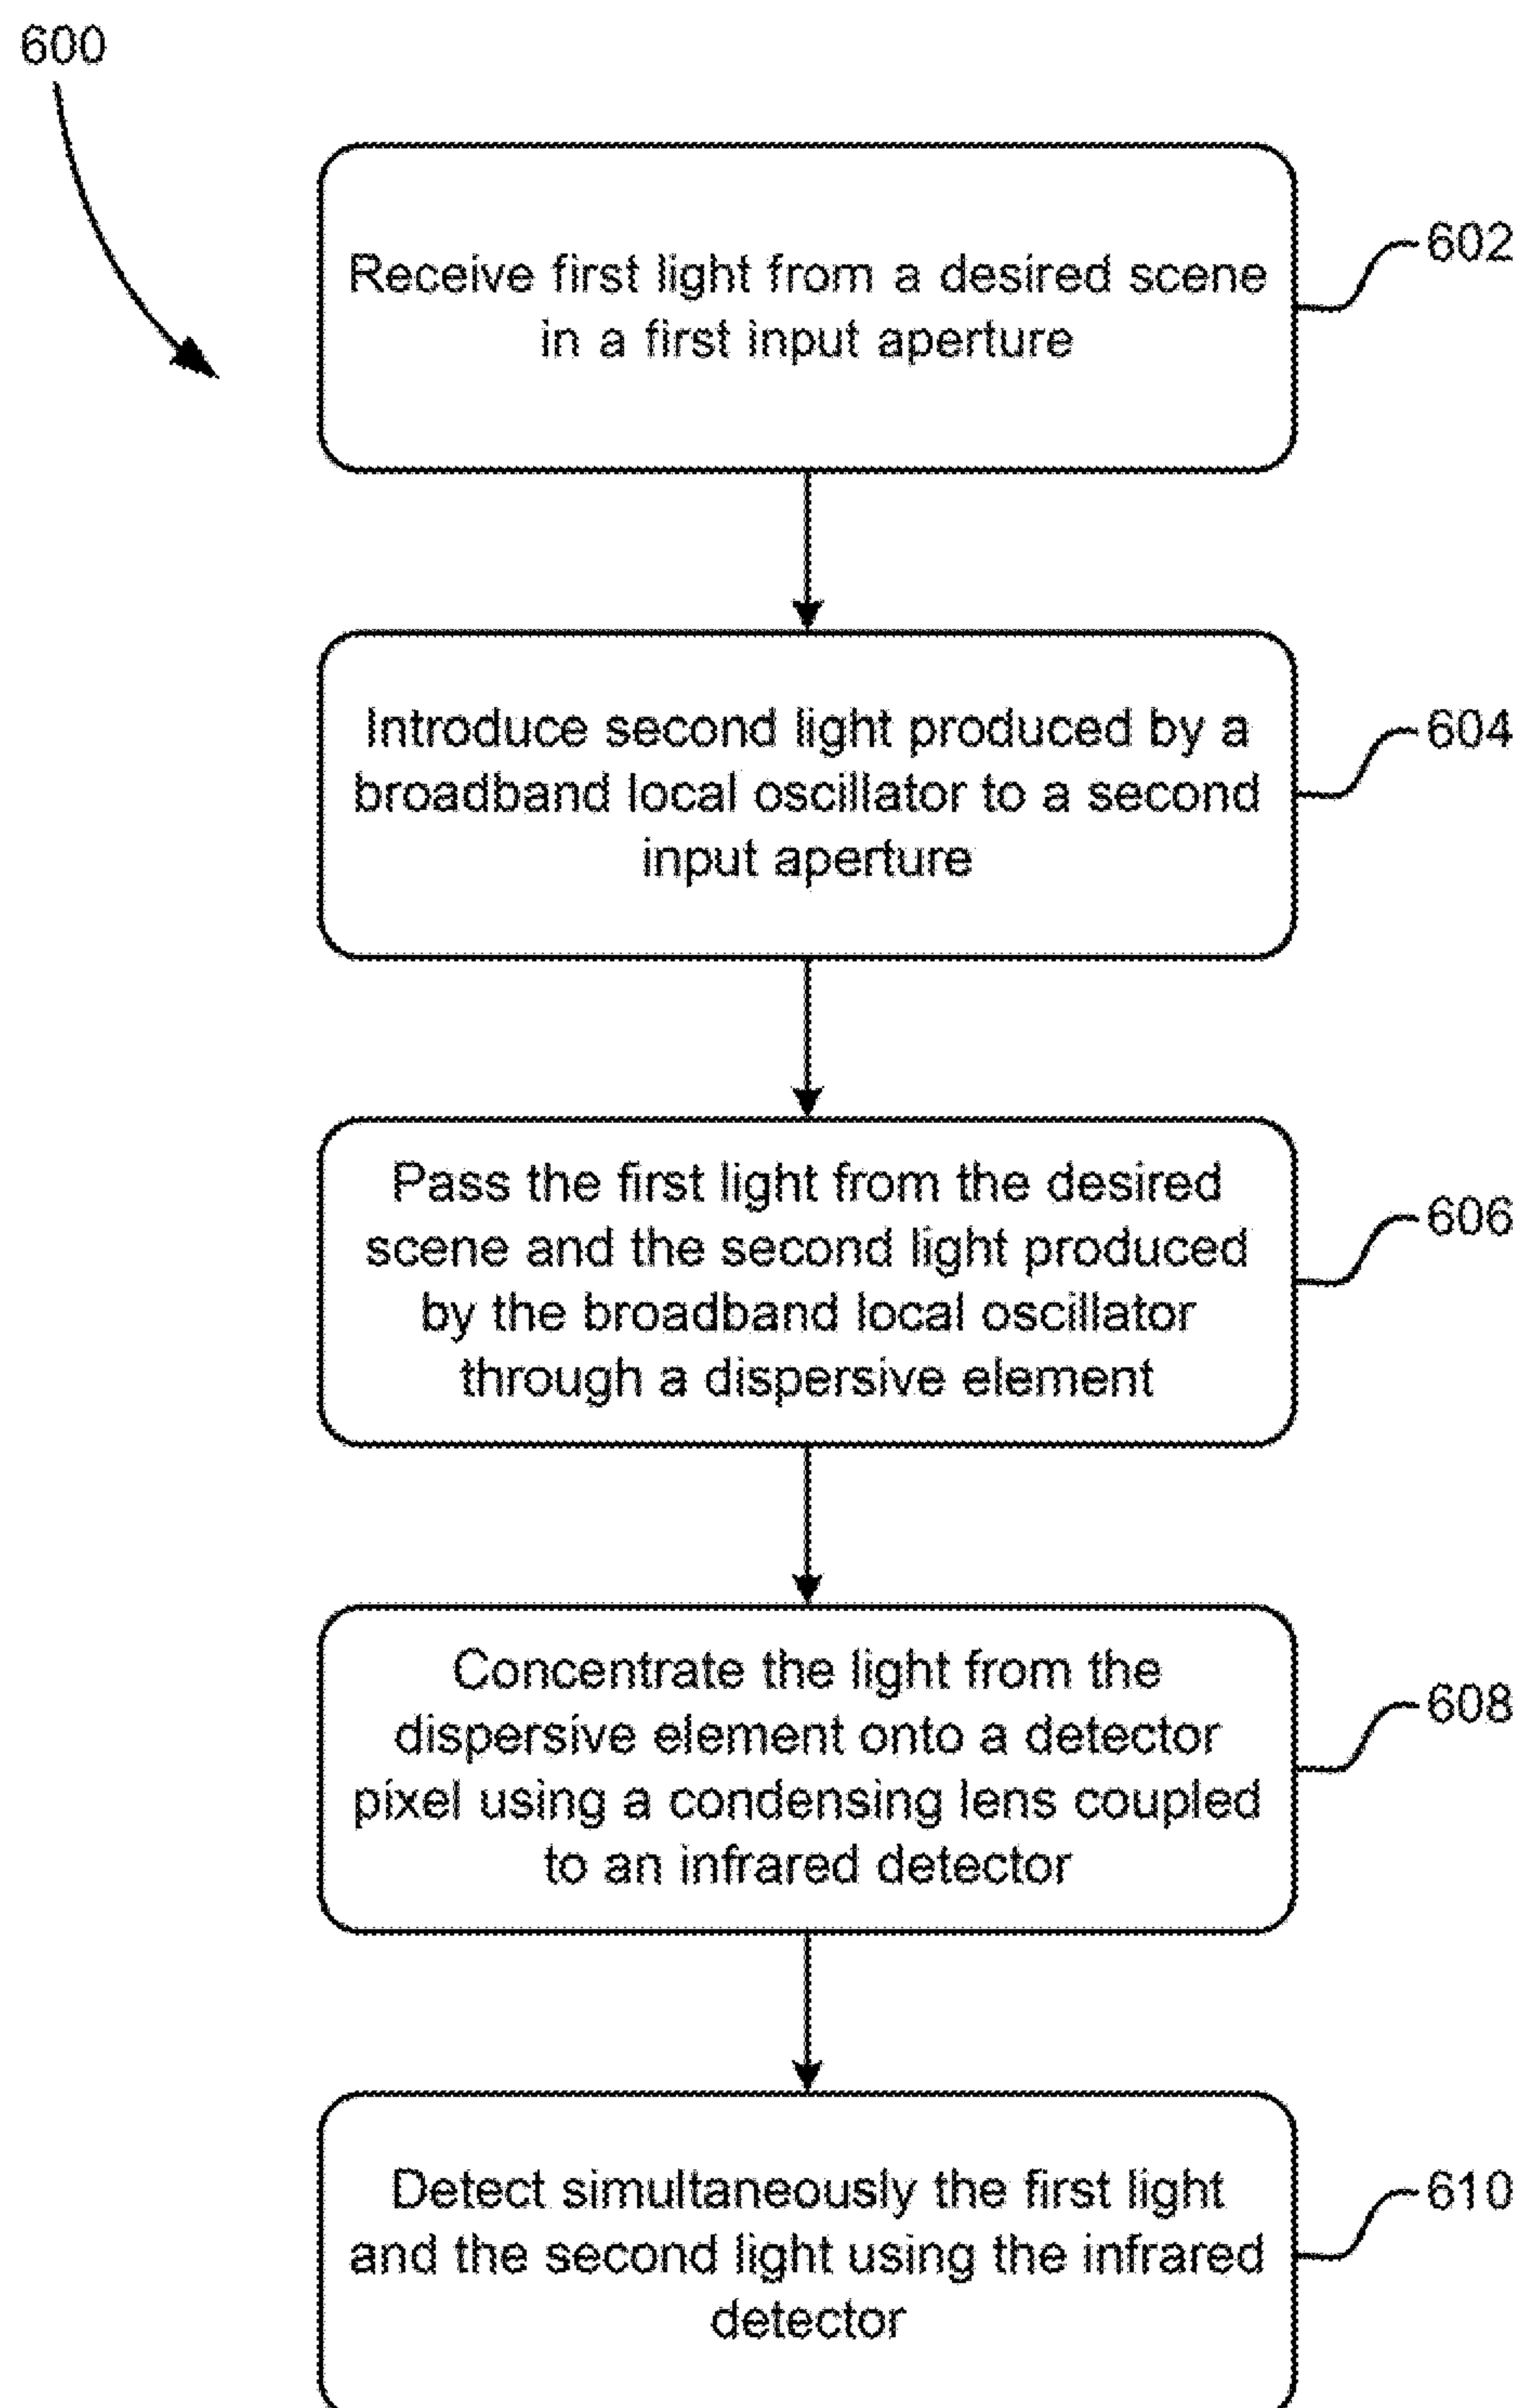 600
Receive first light from a desired scene
in a first input aperture
602
Introduce second light produced by a
broadband local oscillator to a second
input aperture
604
Pass the first light from the desired
scene and the second light produced
by the broadband local oscillator
through a dispersive element
606
Concentrate the light from the
dispersive element onto a detector
pixel using a condensing lens coupled
to an infrared detector
608
Detect simultaneously the first light
and the second light using the infrared
detector
610